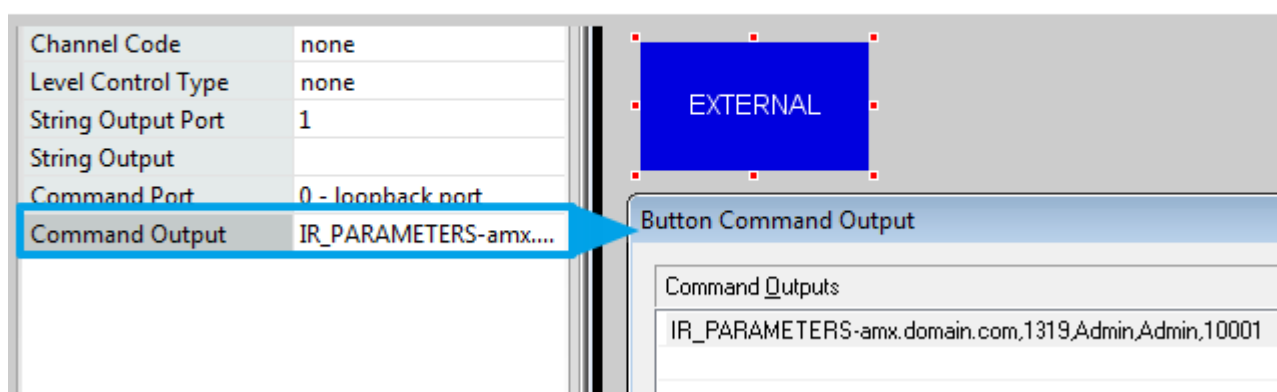 Channel Code none
Level Control Type none
String Output Port 1
String Output
Command Port 0 - loopback port
Command Output IR_PARAMETERS-amx....
EXTERNAL
Button Command Output
Command Outputs
IR_PARAMETERS-amx.domain.com,1319,Admin,Admin,10001